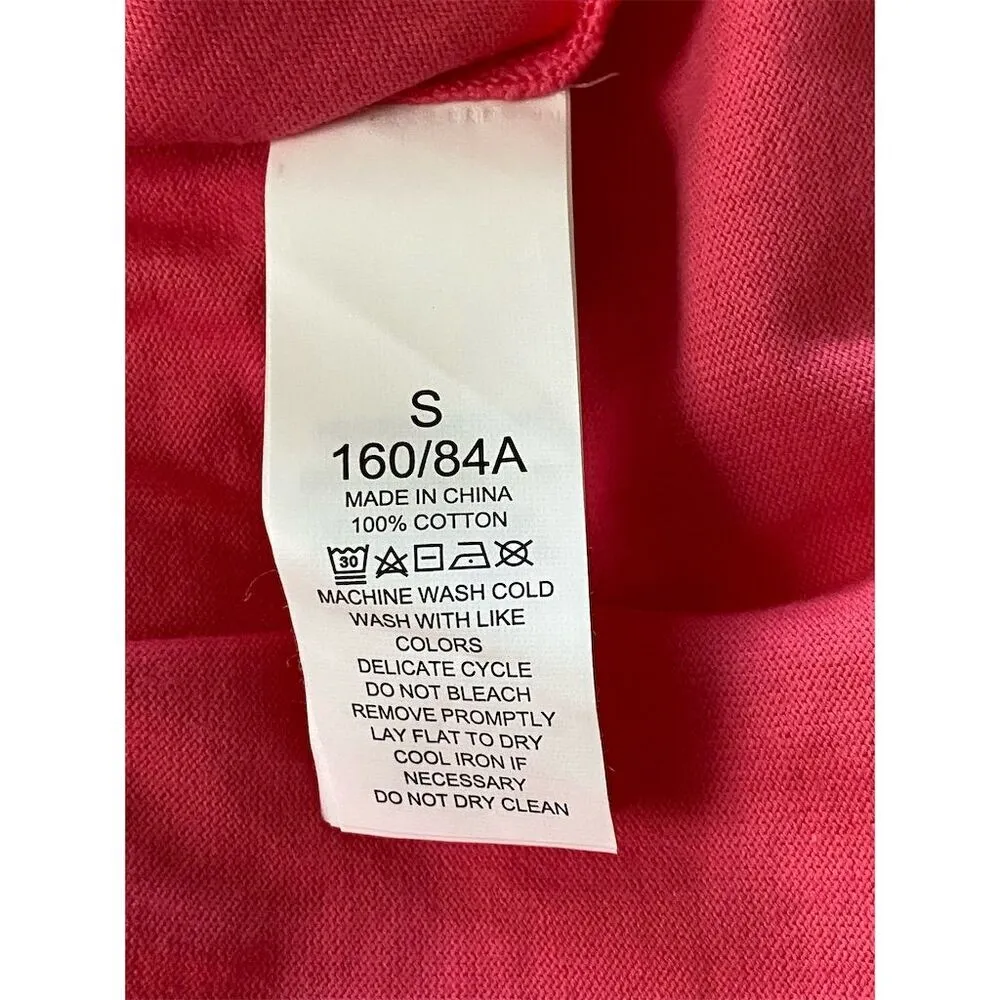 S
160/84A
MADE IN CHINA
100% COTTON
30
MACHINE WASH COLD
WASH WITH LIKE
COLORS
DELICATE CYCLE
DO NOT BLEACH
REMOVE PROMPTLY
LAY FLAT TO DRY
COOL IRON IF
NECESSARY
DO NOT DRY CLEAN